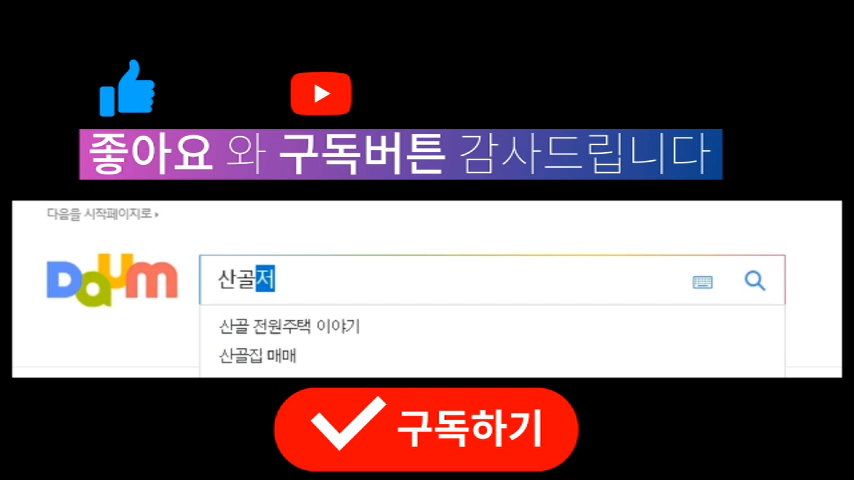 좋아요 와 구독버튼 감사드립니다
다음을 시작페이지로
Daum
산골저
산골 전원주택 이야기
산골집 매매
구독하기